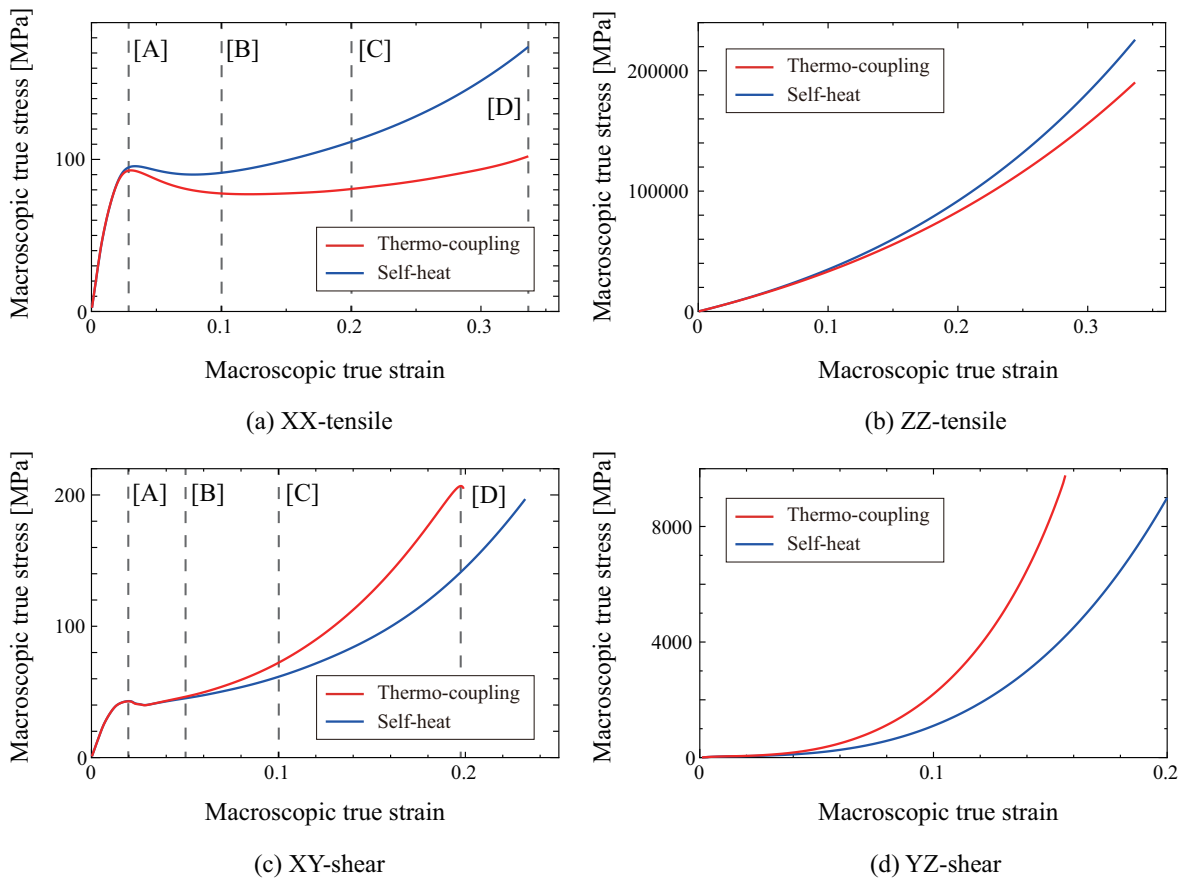 Macroscopic true stress [MPa]
[A]
[B]
[C]
[D]
100
0
Thermo-coupling
Self-heat
0
0.1
0.2
0.3
Macroscopic true strain
(a) XX-tensile
Macroscopic true stress [MPa]
200000
100000
0
Thermo-coupling
Self-heat
0
0.1
0.2
0.3
Macroscopic true strain
(b) ZZ-tensile
Macroscopic true stress [MPa]
200
100
0
[A]
[B]
[C]
[D]
Thermo-coupling
Self-heat
0
0.1
0.2
Macroscopic true strain
(c) XY-shear
Macroscopic true stress [MPa]
8000
4000
0
Thermo-coupling
Self-heat
0
0.1
0.2
Macroscopic true strain
(d) YZ-shear